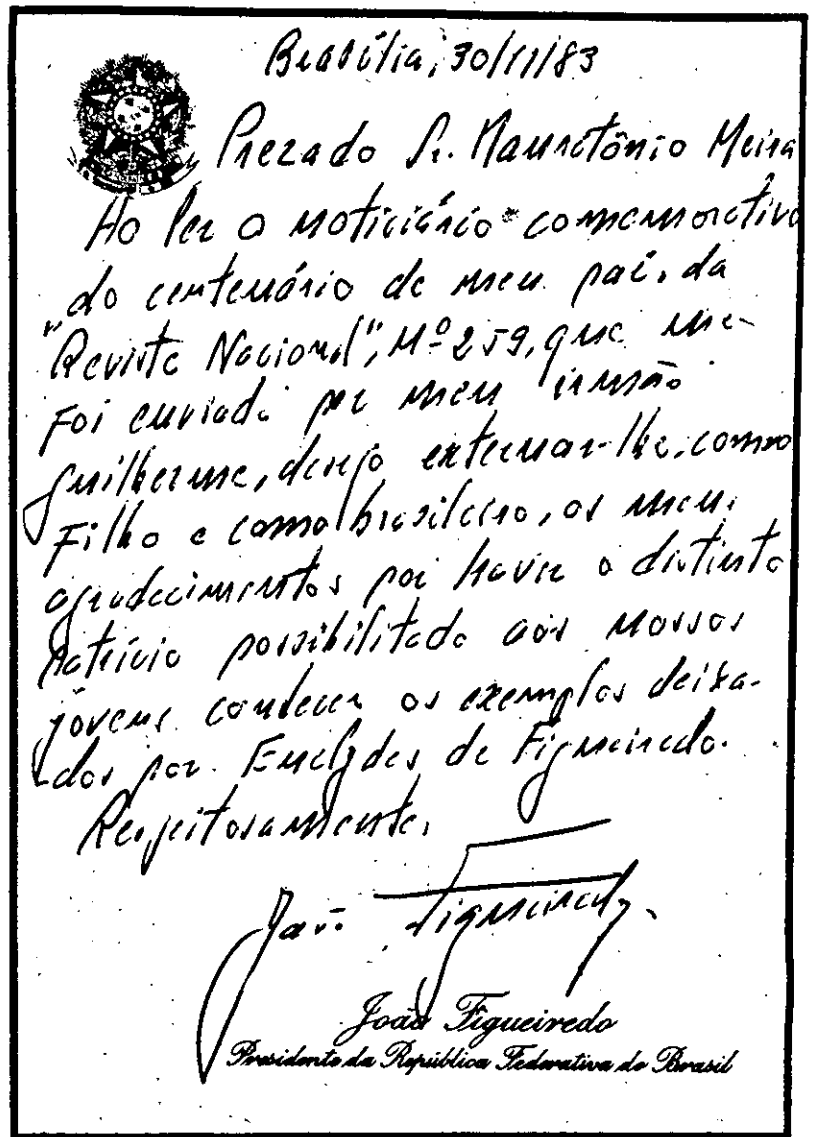 Brasília, 30/11/83
Prezado Sr. Mauritônio Meira
Ao ler o noticiário comemorativo
do centenário de meu pai, da
"Revista Nacional", Nº 259, que me
foi enviada por meu irmão
Guilherme, desejo externar-lhe, como
filho e como brasileiro, os meus
agradecimentos por haver o distinto
patrício possibilitado aos nossos
jovens conhecer os exemplos deixa-
dos por Euclydes de Figueiredo.
Respeitosamente,
João Figueiredo
João Figueiredo
Presidente da República Federativa do Brasil